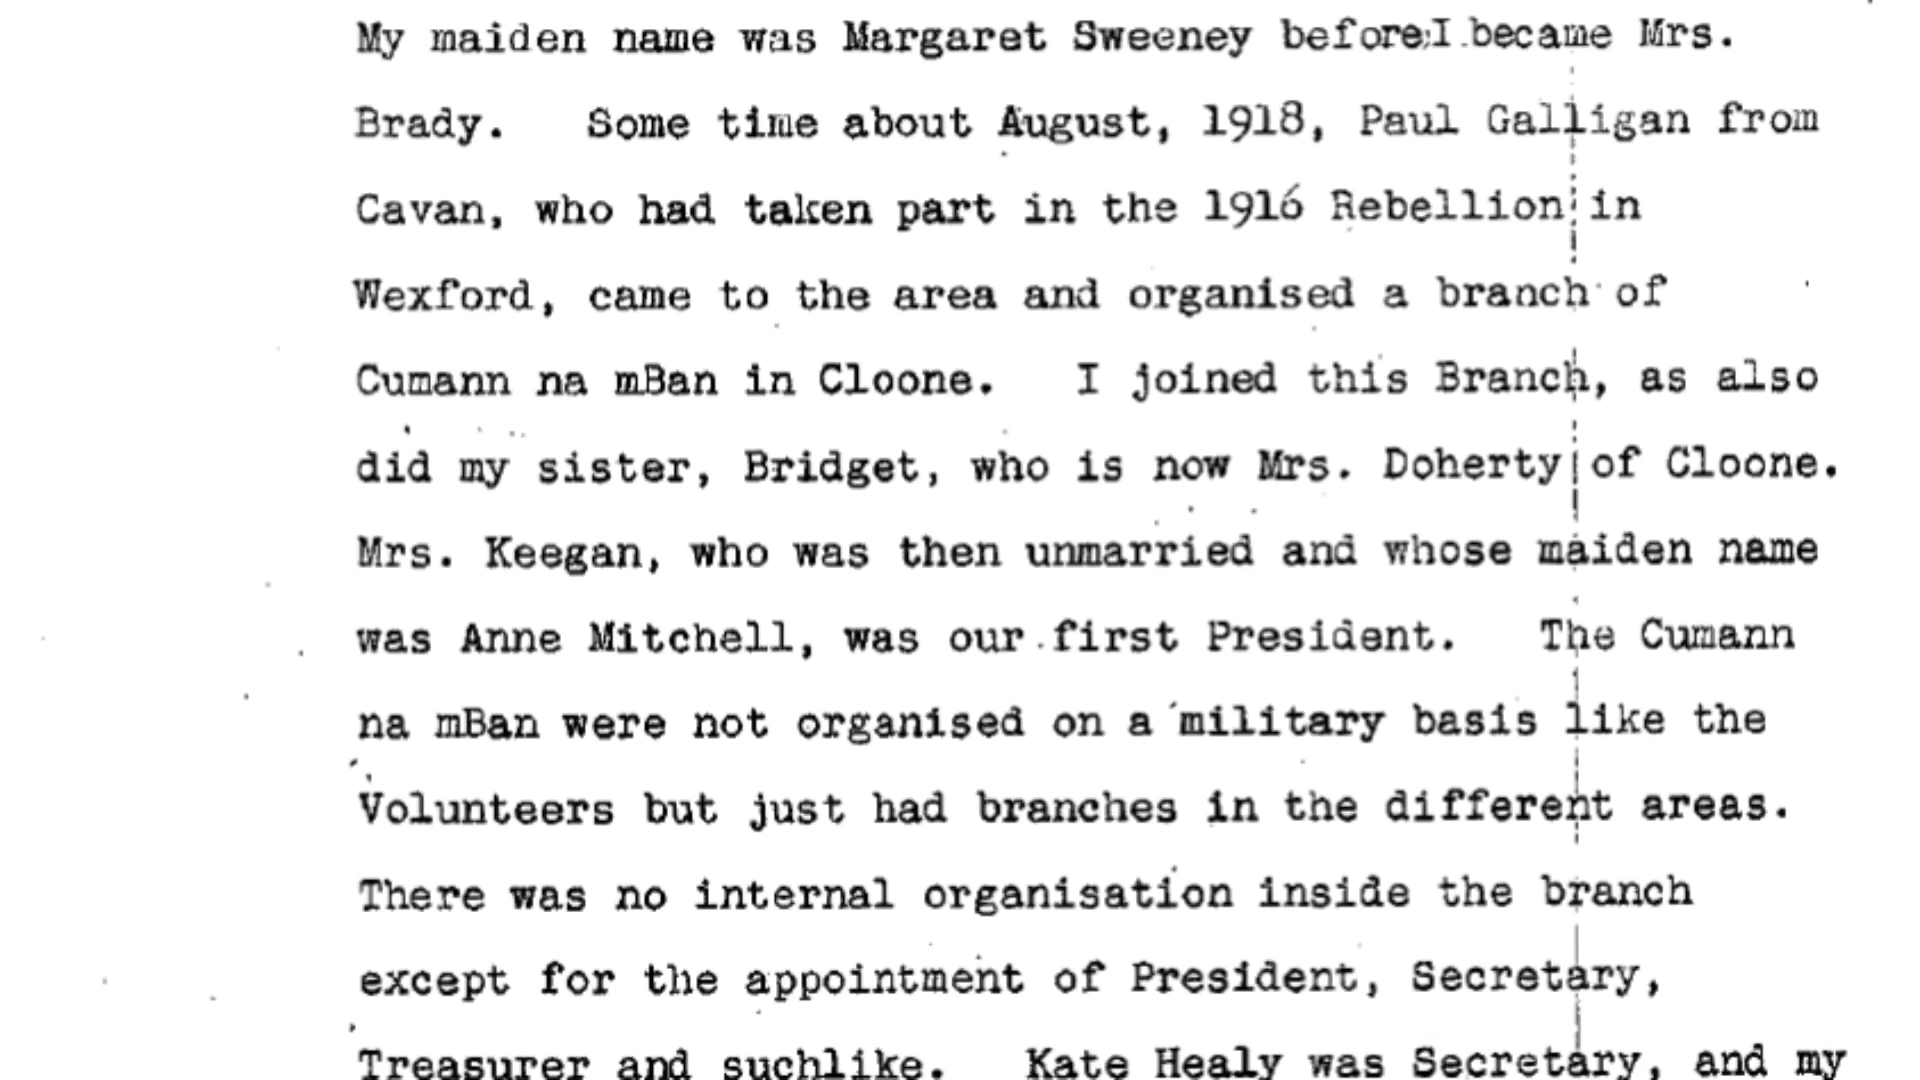 My maiden name was Margaret Sweeney before I became Mrs.
Brady. Some time about August, 1918, Paul Galligan from
Cavan, who had taken part in the 1916 Rebellion in
Wexford, came to the area and organised a branch of
Cumann na mBan in Cloone. I joined this Branch, as also
did my sister, Bridget, who is now Mrs. Doherty of Cloone.
Mrs. Keegan, who was then unmarried and whose maiden name
was Anne Mitchell, was our first President. The Cumann
na mBan were not organised on a military basis like the
Volunteers but just had branches in the different areas.
There was no internal organisation inside the branch
except for the appointment of President, Secretary,
Treasurer and suchlike. Kate Healy was Secretary, and my